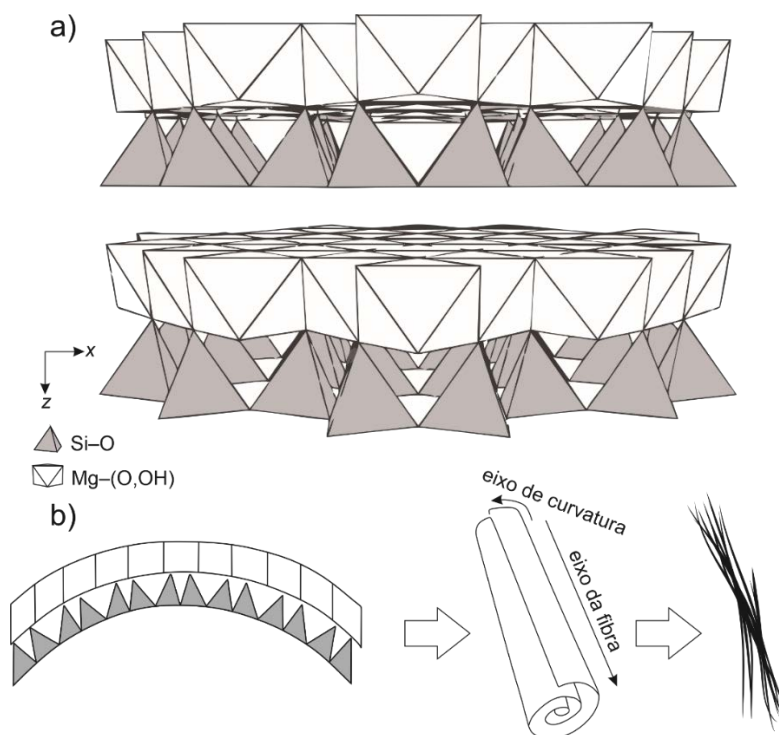 a)
x
z
Si–O
Mg–(O,OH)
b)
eixo de curvatura
eixo da fibra